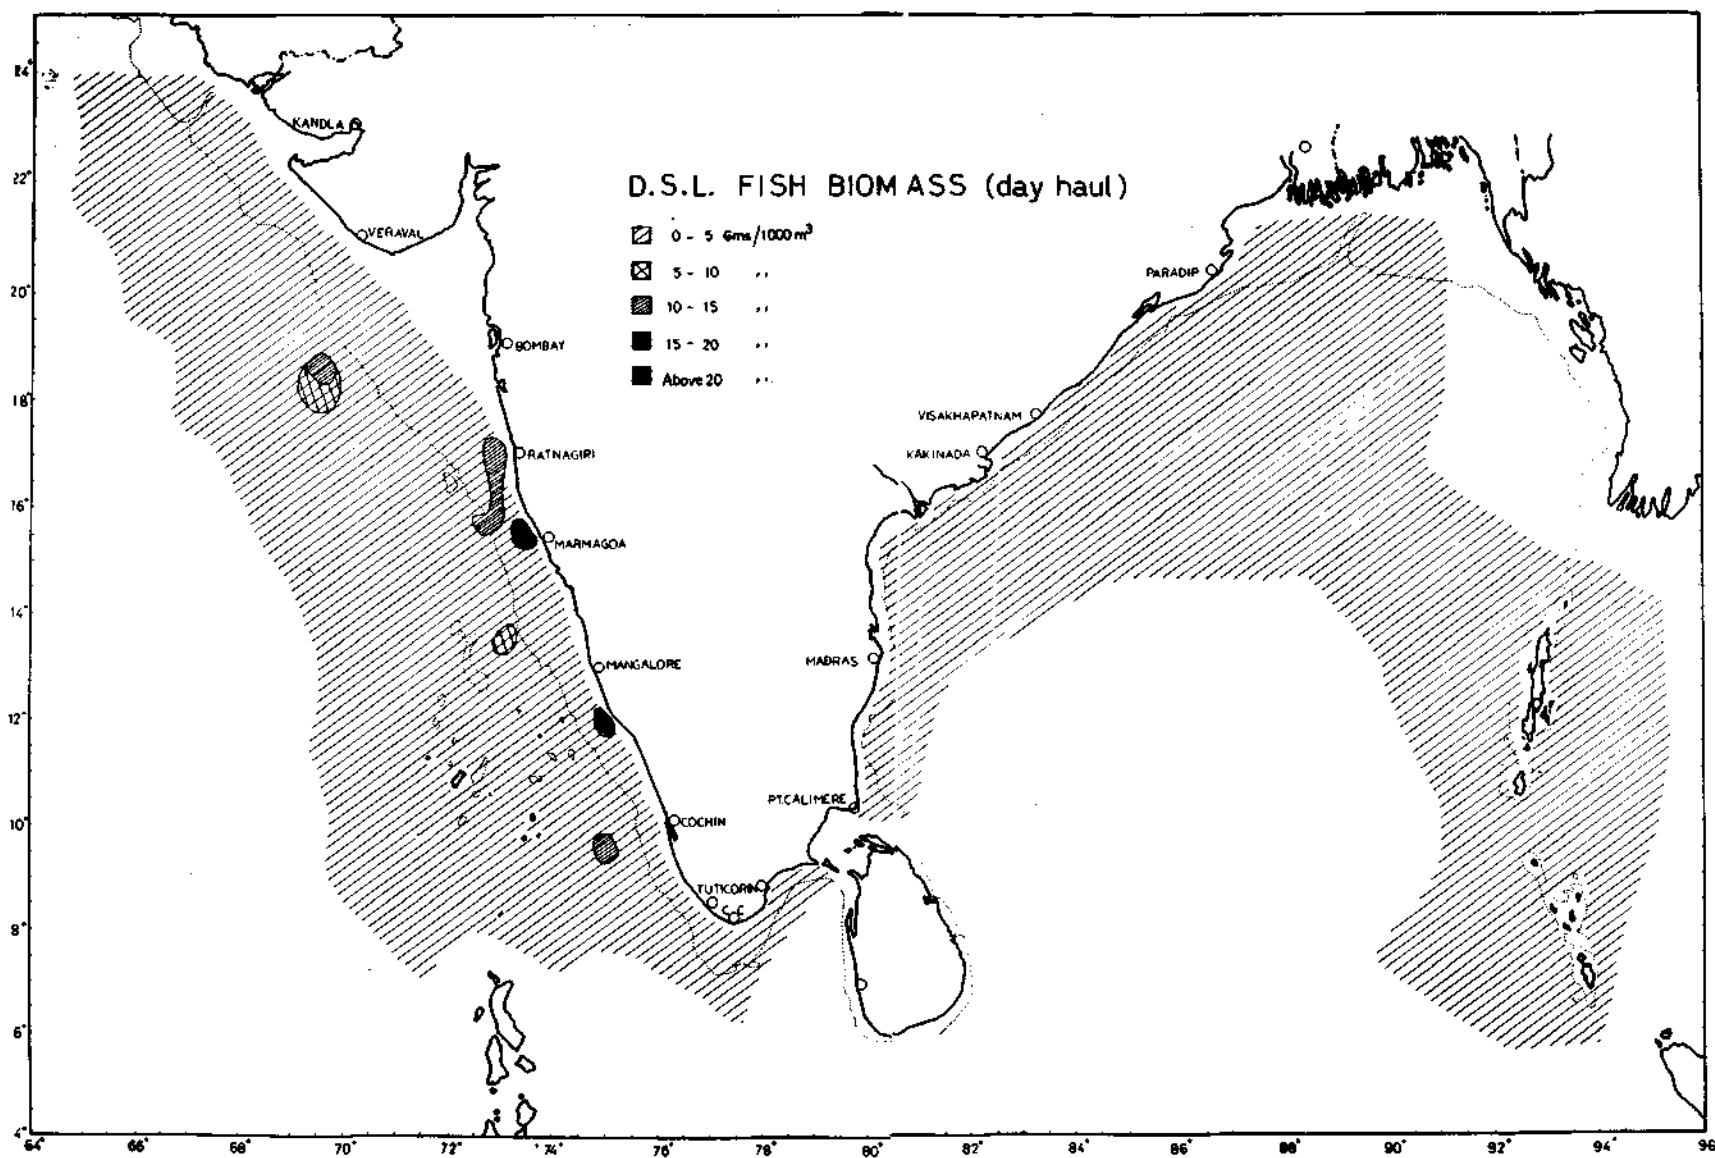 24°
KANDLA
22°
D.S.L. FISH BIOMASS (day haul)
VERAVAL
0 - 5 Gms/1000 m³
5 - 10 ,,
PARADIP
20°
10 - 15 ,,
BOMBAY
15 - 20 ,,
Above 20 ,,
18°
VISAKHAPATNAM
RATNAGIRI
KAKINADA
16°
MARMAGOA
14°
MANGALORE
MADRAS
12°
PT.CALIMERE
10°
COCHIN
TUTICORIN
8°
6°
4°
64° 66° 68° 70° 72° 74° 76° 78° 80° 82° 84° 86° 88° 90° 92° 94° 96